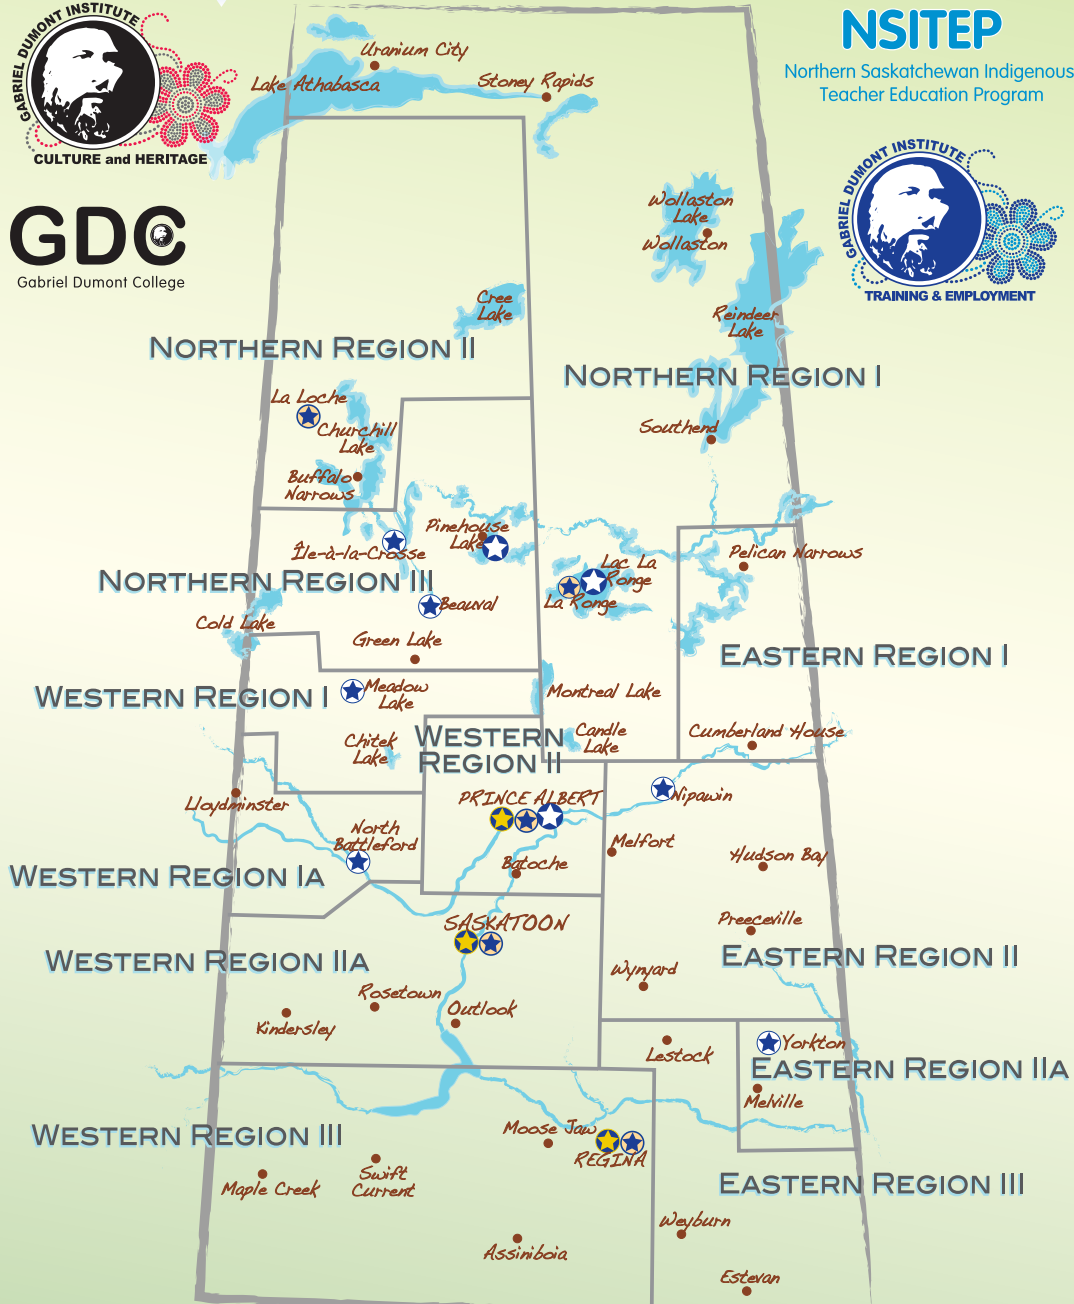 GABRIEL DUMONT INSTITUTE
CULTURE and HERITAGE
GDC
Gabriel Dumont College
NSITEP
Northern Saskatchewan Indigenous
Teacher Education Program
GABRIEL DUMONT INSTITUTE
TRAINING & EMPLOYMENT
Uranium City
Lake Athabasca
Stoney Rapids
Wollaston
Lake
Wollaston
Cree
Lake
Reindeer
Lake
NORTHERN REGION II
NORTHERN REGION I
La Loche
Churchill
Lake
Southend
Buffalo
Narrows
Pinehouse
Lake
Île-à-la-Crosse
Pelican Narrows
Lac La
Ronge
La Ronge
NORTHERN REGION III
Beauval
Cold Lake
Green Lake
EASTERN REGION I
WESTERN REGION I
Meadow
Lake
Montreal Lake
Chitek
Lake
WESTERN
REGION II
Candle
Lake
Cumberland House
Lloydminster
PRINCE ALBERT
Nipawin
North
Battleford
Melfort
Hudson Bay
Batoche
WESTERN REGION IA
SASKATOON
Preeceville
WESTERN REGION IIA
EASTERN REGION II
Wynyard
Rosetown
Outlook
Kindersley
Lestock
Yorkton
EASTERN REGION IIA
Melville
WESTERN REGION III
Moose Jaw
REGINA
Maple Creek
Swift
Current
EASTERN REGION III
Weyburn
Assiniboia
Estevan